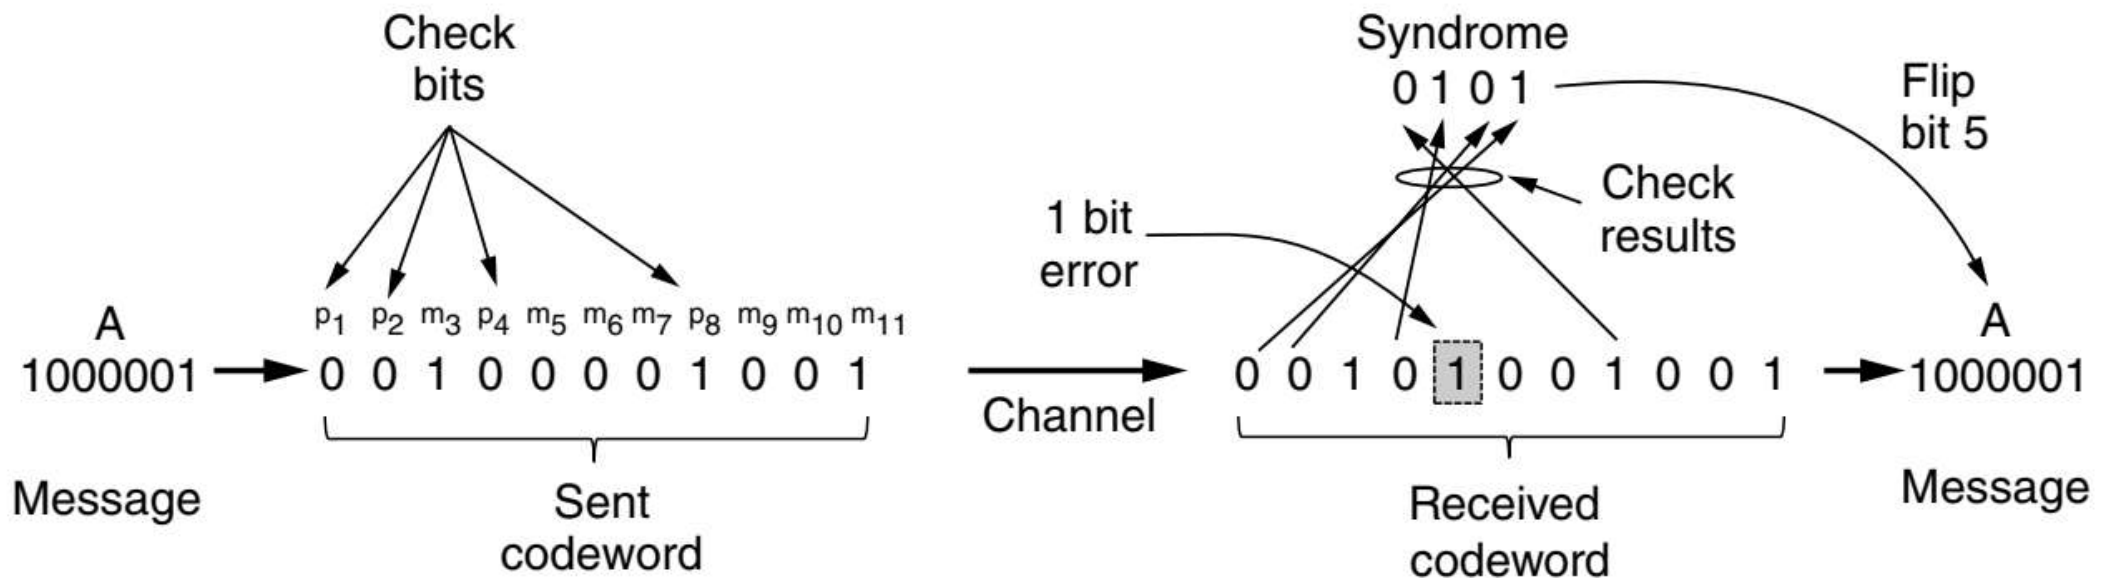 Check
bits
Syndrome
0 1 0 1
Flip
bit 5
Check
results
1 bit
error
A
p1 p2 m3 p4 m5 m6 m7 p8 m9 m10 m11
A
1000001
0 0 1 0 0 0 0 1 0 0 1
0 0 1 0 1 0 0 1 0 0 1
1000001
Channel
Message
Sent
codeword
Received
codeword
Message